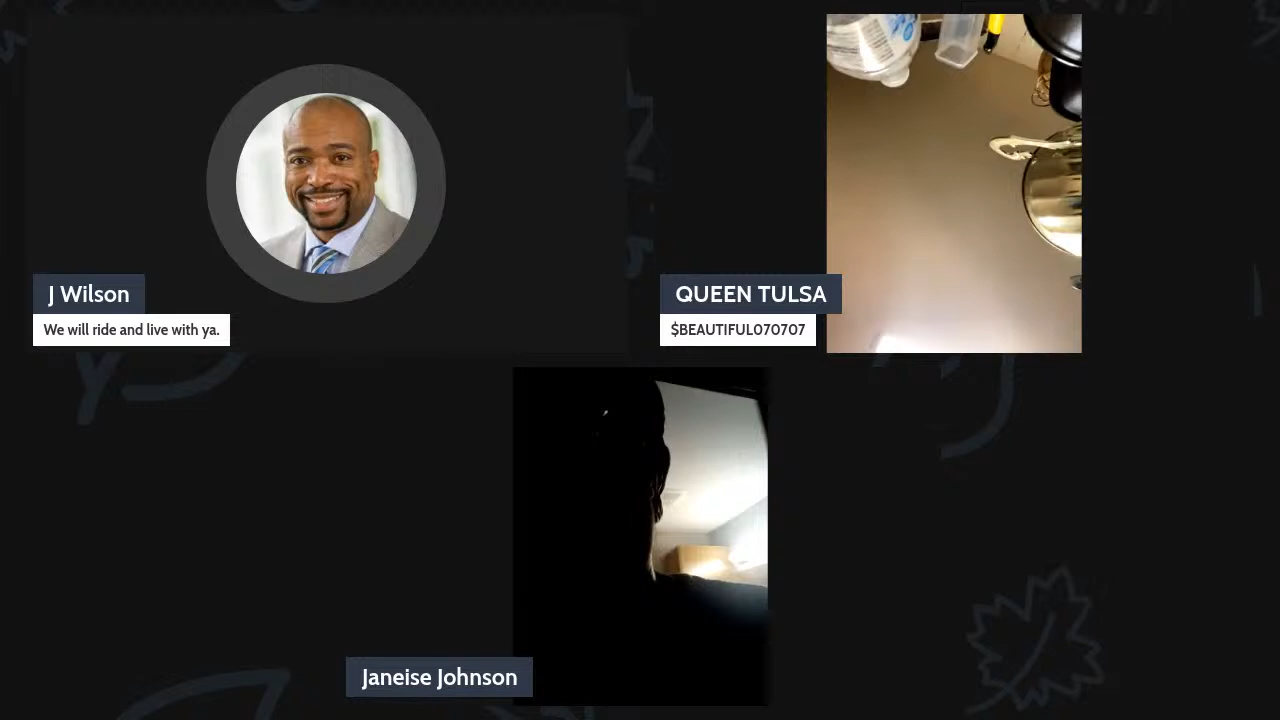 J Wilson
We will ride and live with ya.
QUEEN TULSA
$BEAUTIFUL070707
Janeise Johnson